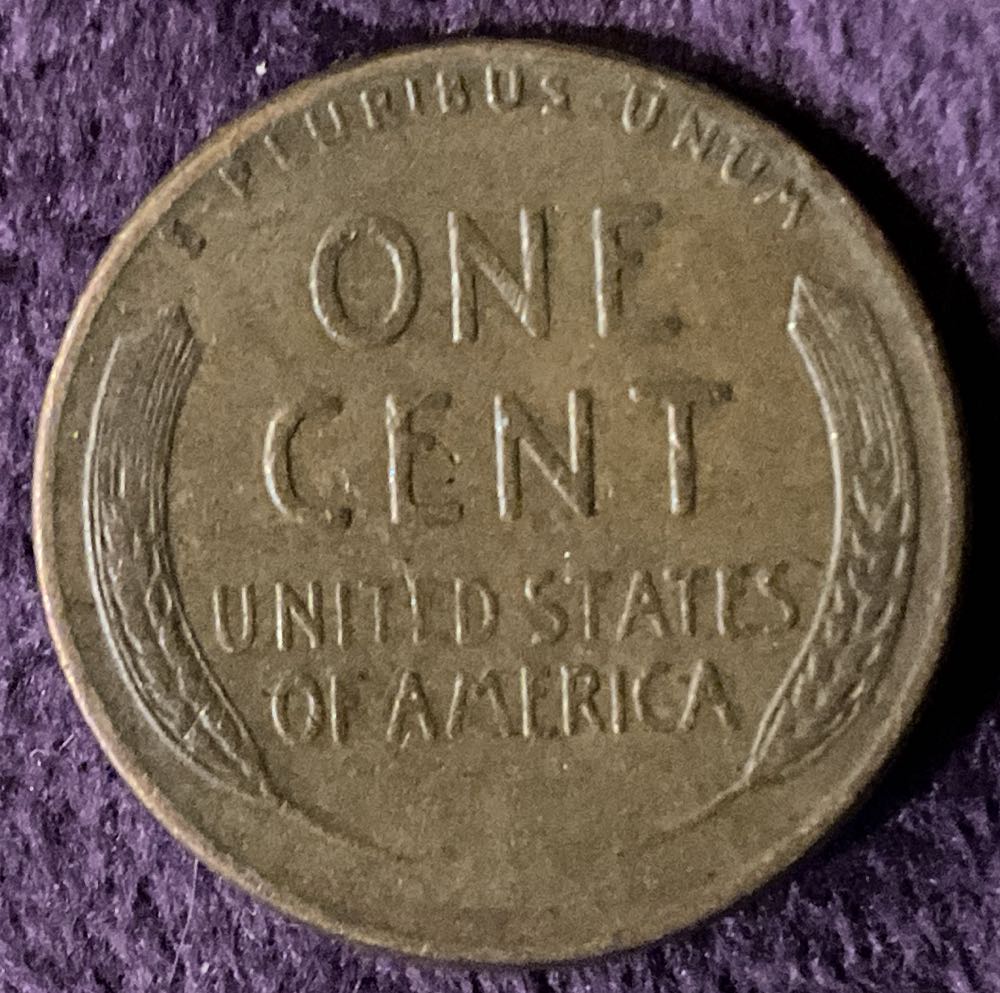 E·PLURIBUS·UNUM
ONE
CENT
UNITED STATES
OF AMERICA